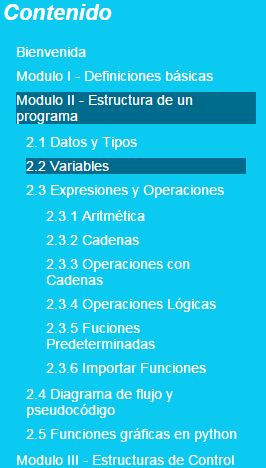 Contenido
Bienvenida
Modulo I - Definiciones básicas
Modulo II - Estructura de un
programa
2.1 Datos y Tipos
2.2 Variables
2.3 Expresiones y Operaciones
2.3.1 Aritmética
2.3.2 Cadenas
2.3.3 Operaciones con
Cadenas
2.3.4 Operaciones Lógicas
2.3.5 Fuciones
Predeterminadas
2.3.6 Importar Funciones
2.4 Diagrama de flujo y
pseudocódigo
2.5 Funciones gráficas en python
Modulo III - Estructuras de Control